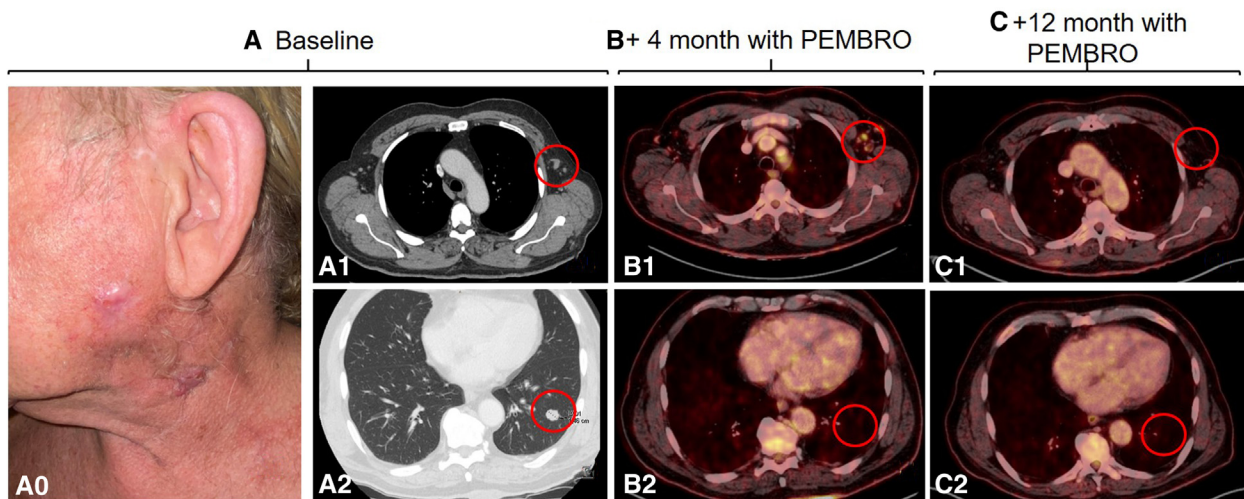 A Baseline
B+ 4 month with PEMBRO
C +12 month with
PEMBRO
A0
A1
A2
B1
B2
C1
C2